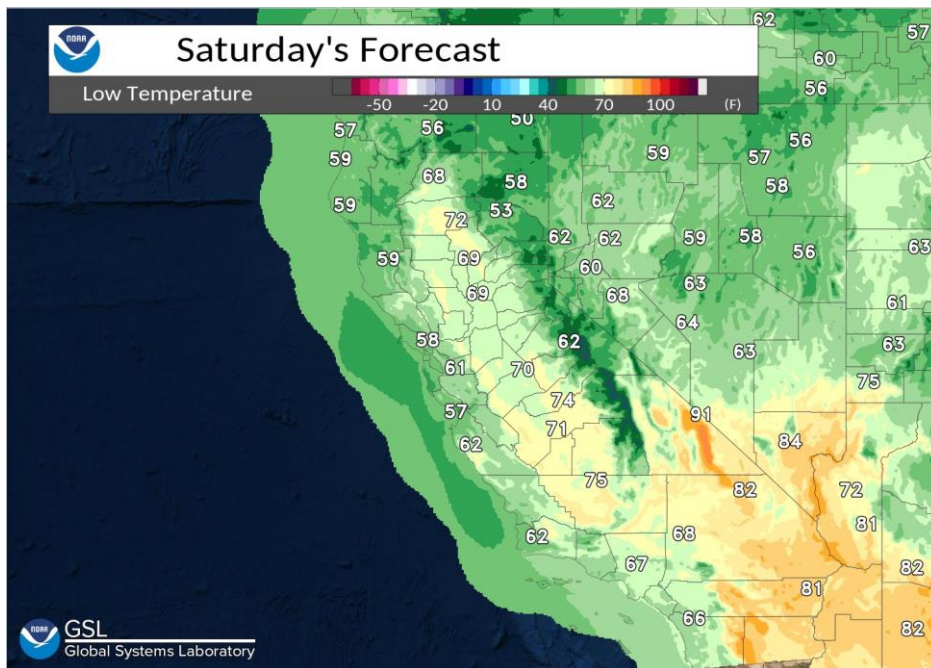 NOAA
Saturday's Forecast
Low Temperature
-50 -20 10 40 70 100 (F)
62
57
60
56
57 56 50
59
59 57 56
68 58 58
59 72 53 62
62 62 59 58 56 63
59 69 60
69 68 63 61
64
58 62 63 63
61 70 75
57 74 91
62 71 84
75 82 72
81
62 68
67 82
81
66 82
NOAA
GSL
Global Systems Laboratory